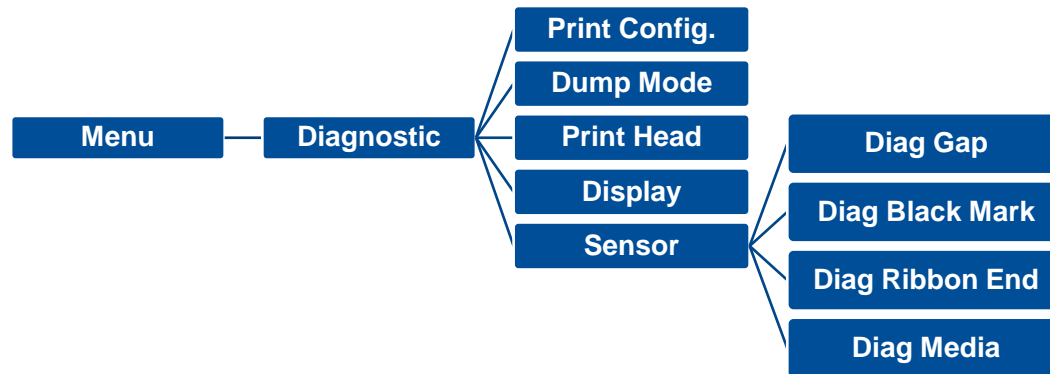 Menu
Diagnostic
Print Config.
Dump Mode
Print Head
Display
Sensor
Diag Gap
Diag Black Mark
Diag Ribbon End
Diag Media